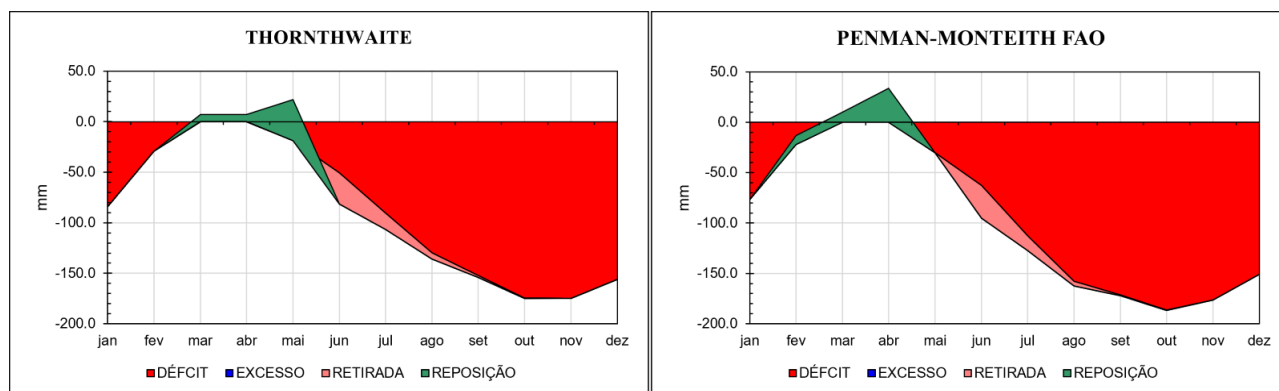 THORNTHWAITE
50.0
0.0
-50.0
-100.0
-150.0
-200.0
mm
jan fev mar abr mai jun jul ago set out nov dez
DÉFCIT EXCESSO RETIRADA REPOSIÇÃO
PENMAN-MONTEITH FAO
50.0
0.0
-50.0
-100.0
-150.0
-200.0
mm
jan fev mar abr mai jun jul ago set out nov dez
DÉFCIT EXCESSO RETIRADA REPOSIÇÃO